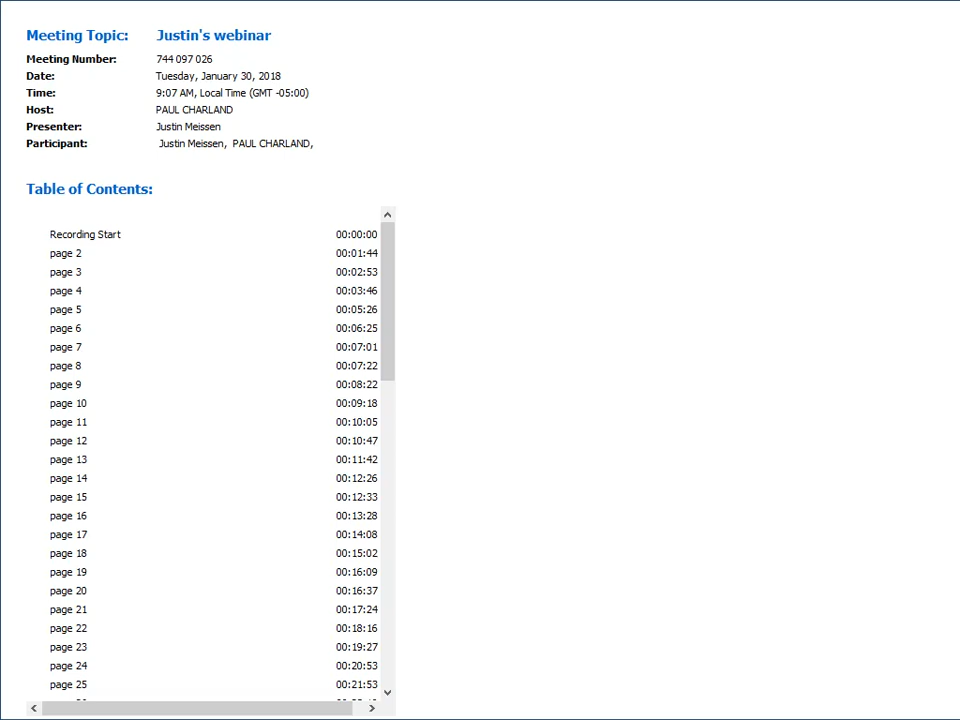 Meeting Topic: Justin's webinar
Meeting Number: 744 097 026
Date: Tuesday, January 30, 2018
Time: 9:07 AM, Local Time (GMT -05:00)
Host: PAUL CHARLAND
Presenter: Justin Meissen
Participant: Justin Meissen, PAUL CHARLAND,
Table of Contents:
Recording Start 00:00:00
page 2 00:01:44
page 3 00:02:53
page 4 00:03:46
page 5 00:05:26
page 6 00:06:25
page 7 00:07:01
page 8 00:07:22
page 9 00:08:22
page 10 00:09:18
page 11 00:10:05
page 12 00:10:47
page 13 00:11:42
page 14 00:12:26
page 15 00:12:33
page 16 00:13:28
page 17 00:14:08
page 18 00:15:02
page 19 00:16:09
page 20 00:16:37
page 21 00:17:24
page 22 00:18:16
page 23 00:19:27
page 24 00:20:53
page 25 00:21:53